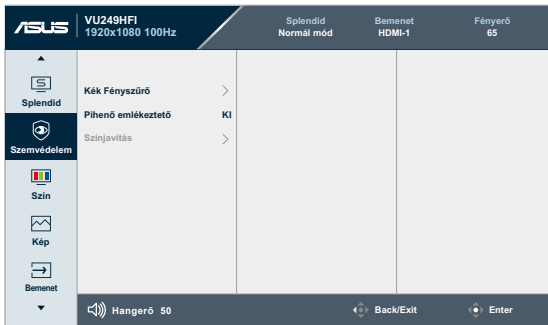 ASUS
VU249HFI
1920x1080 100Hz
Splendid
Normál mód
Bemenet
HDMI-1
Fényerő
65
Splendid
Szemvédelem
Szín
Kép
Bemenet
Kék Fényszűrő
Pihenő emlékeztető KI
Színjavítás
Hangerő 50
Back/Exit
Enter